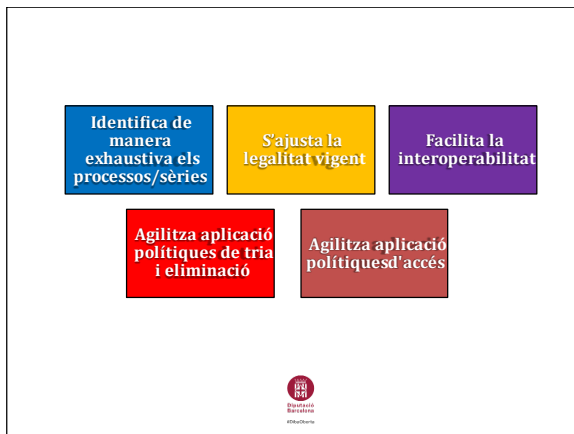 Identifica de
manera
exhaustiva els
processos/sèries
S'ajusta la
legalitat vigent
Facilita la
interoperabilitat
Agilitza aplicació
polítiques de tria
i eliminació
Agilitza aplicació
polítiquesd'accés
Diputació
Barcelona
#DibaOberta